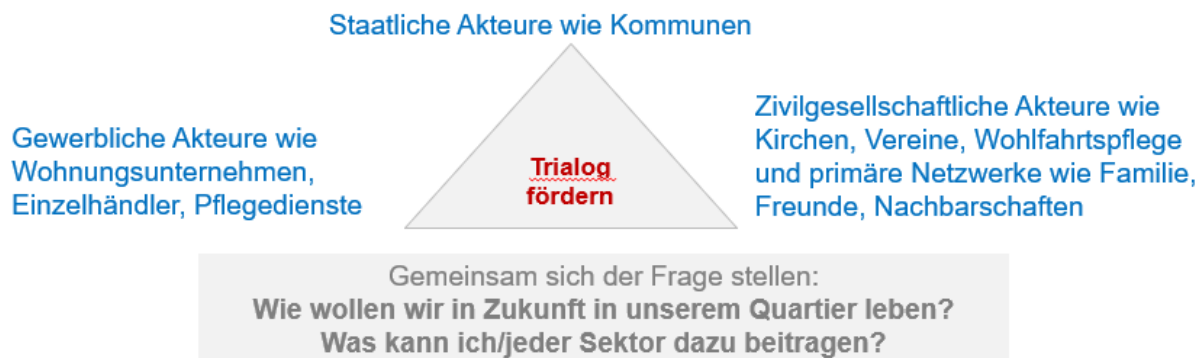 Staatliche Akteure wie Kommunen
Gewerbliche Akteure wie
Wohnungsunternehmen,
Einzelhändler, Pflegedienste
Trialog
fördern
Zivilgesellschaftliche Akteure wie
Kirchen, Vereine, Wohlfahrtspflege
und primäre Netzwerke wie Familie,
Freunde, Nachbarschaften
Gemeinsam sich der Frage stellen:
Wie wollen wir in Zukunft in unserem Quartier leben?
Was kann ich/jeder Sektor dazu beitragen?